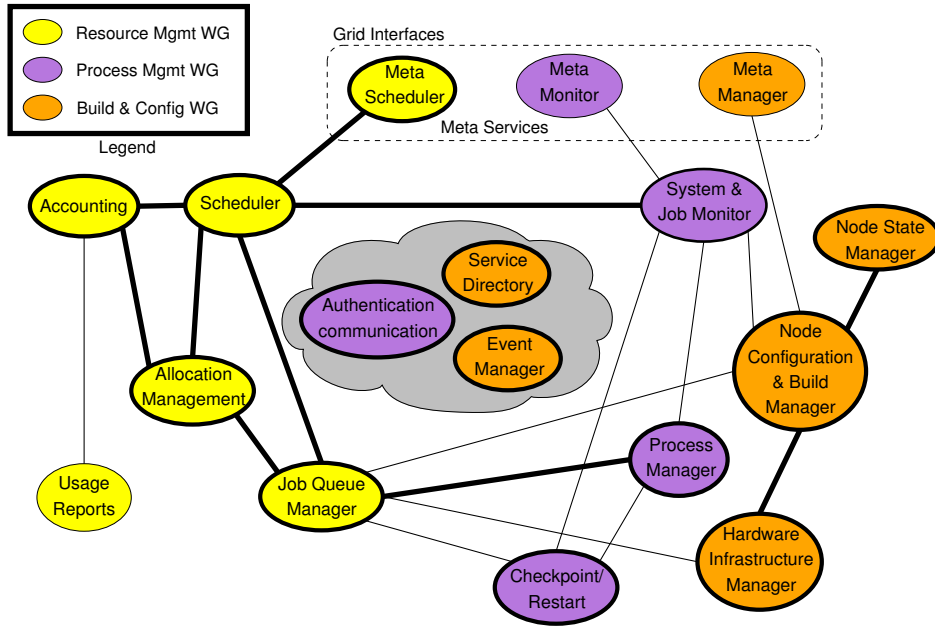 Resource Mgmt WG
Process Mgmt WG
Build & Config WG
Legend
Grid Interfaces
Meta
Scheduler
Meta
Monitor
Meta
Manager
Meta Services
Accounting
Scheduler
System &
Job Monitor
Node State
Manager
Service
Directory
Authentication
communication
Event
Manager
Node
Configuration
& Build
Manager
Allocation
Management
Process
Manager
Usage
Reports
Job Queue
Manager
Hardware
Infrastructure
Manager
Checkpoint/
Restart